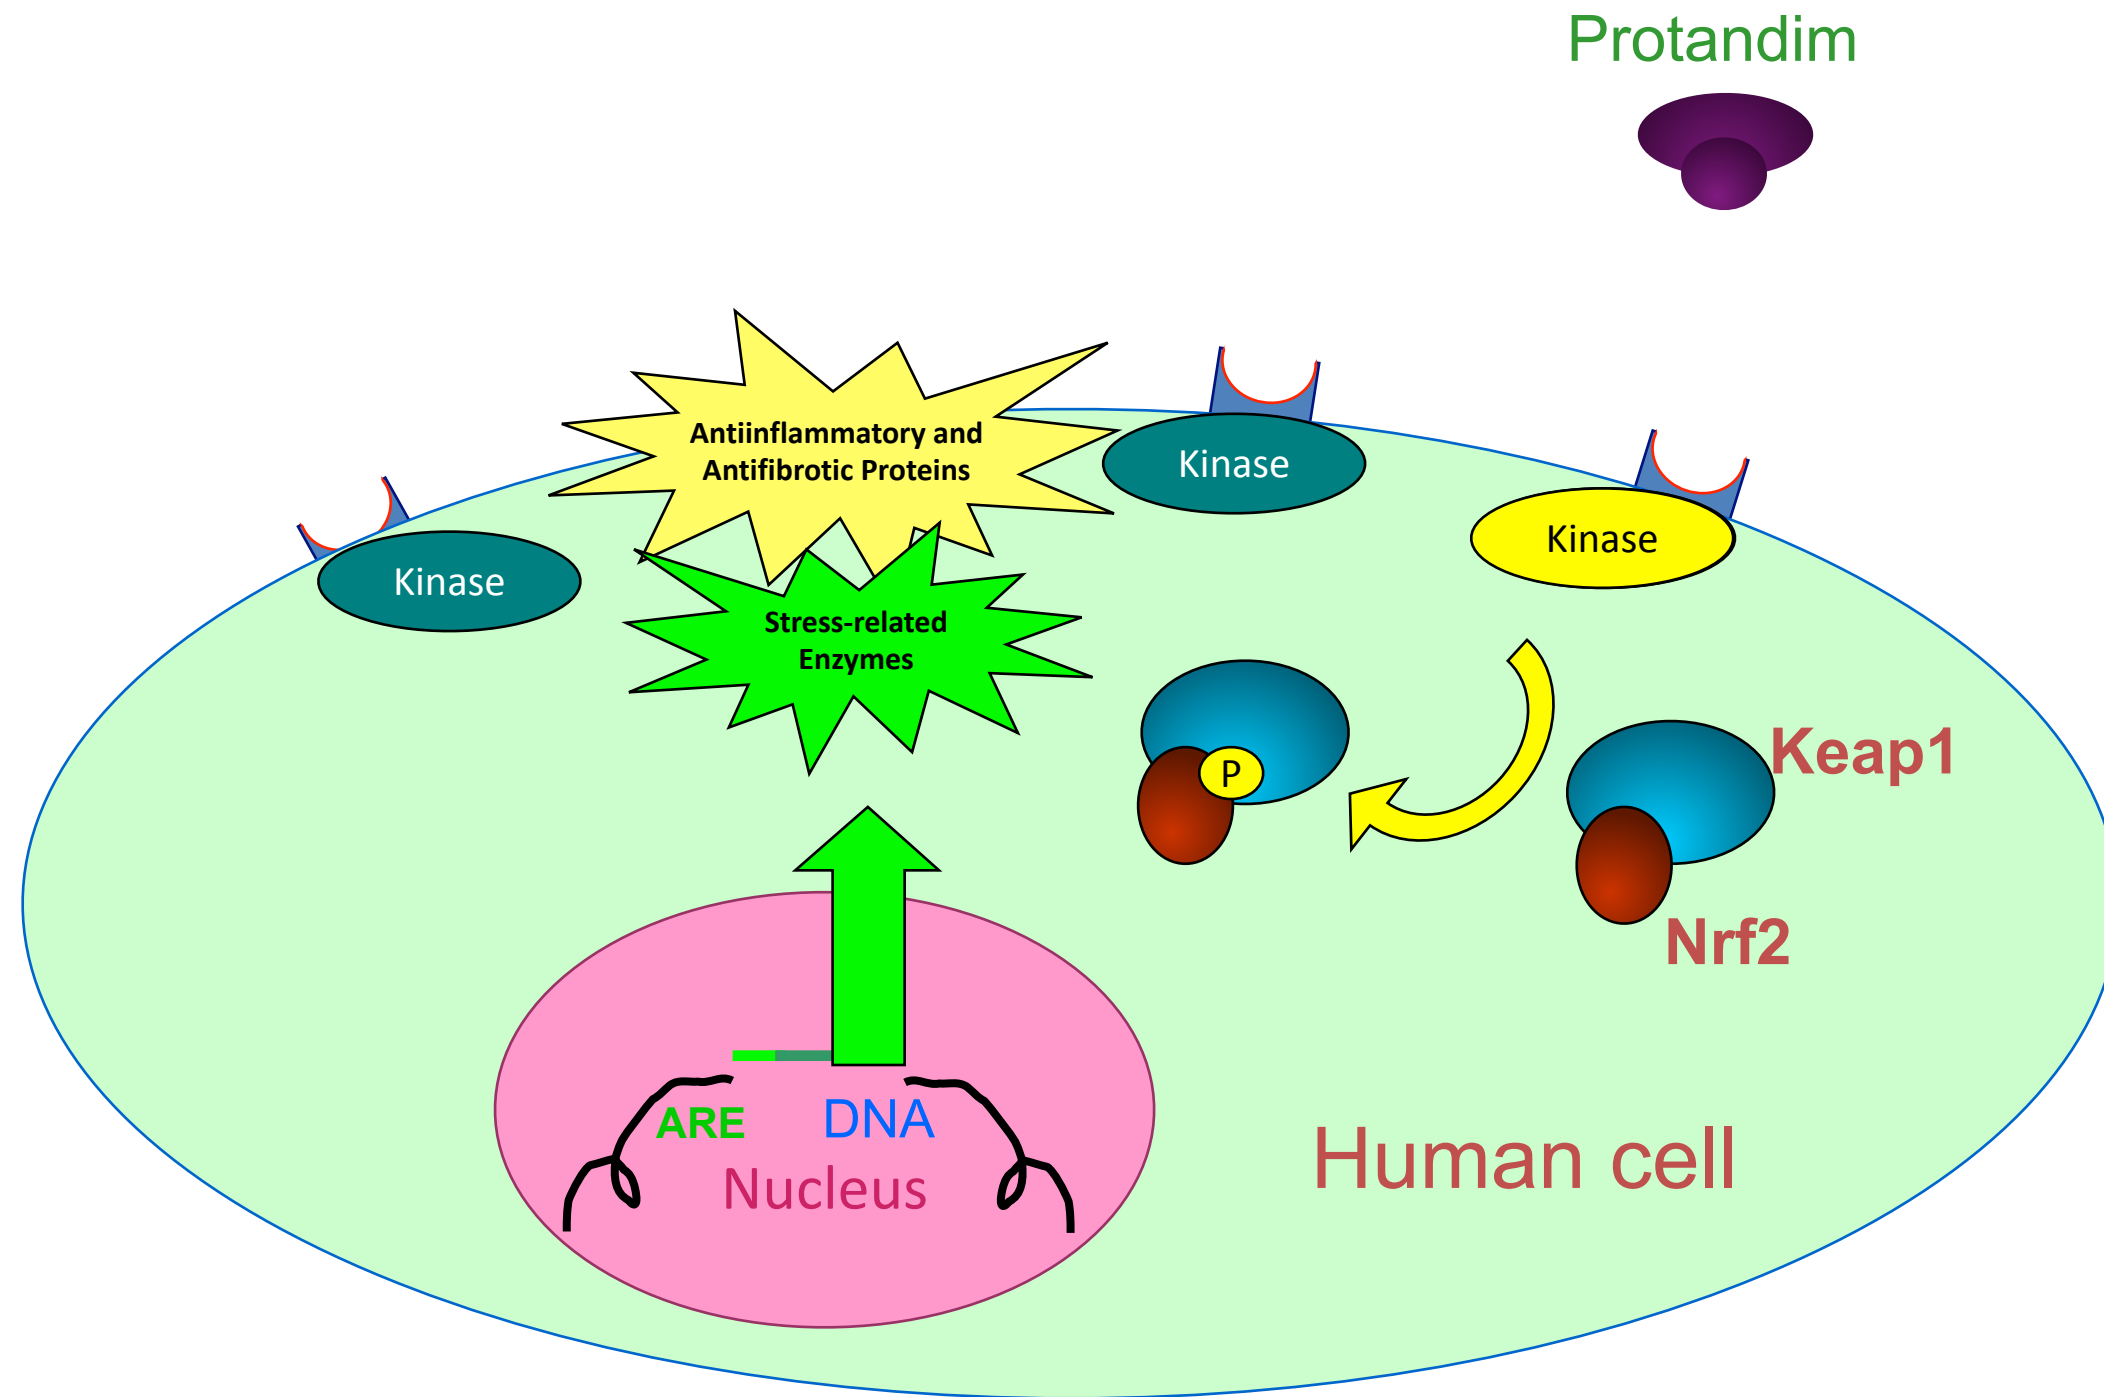 Protandim
Antiinflammatory and
Antifibrotic Proteins
Kinase
Kinase
Kinase
Stress-related
Enzymes
P
Keap1
Nrf2
ARE
DNA
Nucleus
Human cell